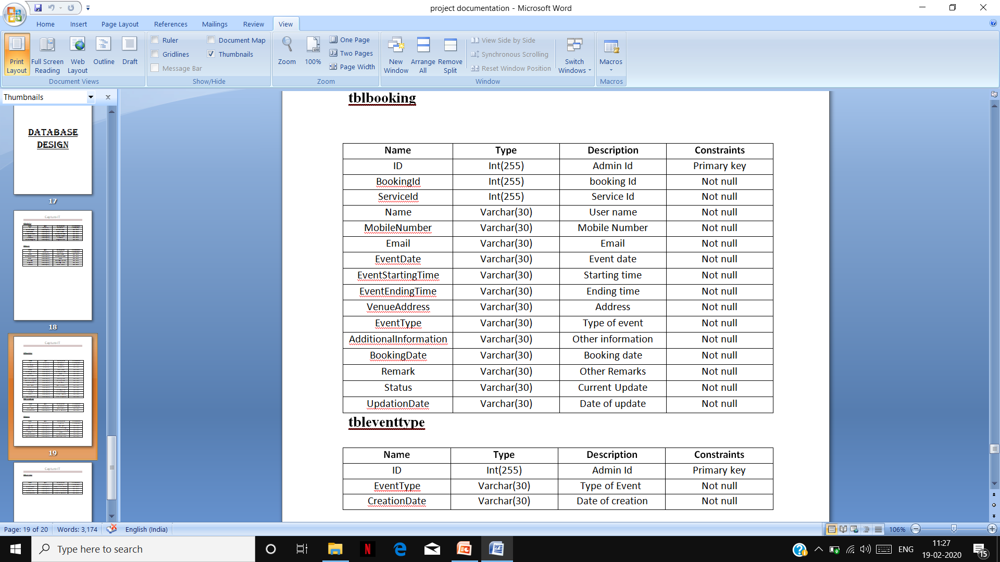 project documentation - Microsoft Word
Home Insert Page Layout References Mailings Review View
Print Layout
Full Screen Reading
Web Layout
Outline
Draft
Document Views
Ruler
Gridlines
Message Bar
Document Map
Thumbnails
Show/Hide
Zoom
100%
One Page
Two Pages
Page Width
Zoom
New Window
Arrange All
Remove Split
View Side by Side
Synchronous Scrolling
Reset Window Position
Switch Windows
Window
Macros
Macros
Thumbnails
DATABASE
DESIGN
17
Capture-IT
18
Capture-IT
19
Capture-IT
tblbooking
Name Type Description Constraints
ID Int(255) Admin Id Primary key
BookingId Int(255) booking Id Not null
ServiceId Int(255) Service Id Not null
Name Varchar(30) User name Not null
MobileNumber Varchar(30) Mobile Number Not null
Email Varchar(30) Email Not null
EventDate Varchar(30) Event date Not null
EventStartingTime Varchar(30) Starting time Not null
EventEndingTime Varchar(30) Ending time Not null
VenueAddress Varchar(30) Address Not null
EventType Varchar(30) Type of event Not null
AdditionalInformation Varchar(30) Other information Not null
BookingDate Varchar(30) Booking date Not null
Remark Varchar(30) Other Remarks Not null
Status Varchar(30) Current Update Not null
UpdationDate Varchar(30) Date of update Not null
tbleventtype
Name Type Description Constraints
ID Int(255) Admin Id Primary key
EventType Varchar(30) Type of Event Not null
CreationDate Varchar(30) Date of creation Not null
Page: 19 of 20 Words: 3,174 English (India) 106%
Type here to search
ENG
11:27
19-02-2020
15